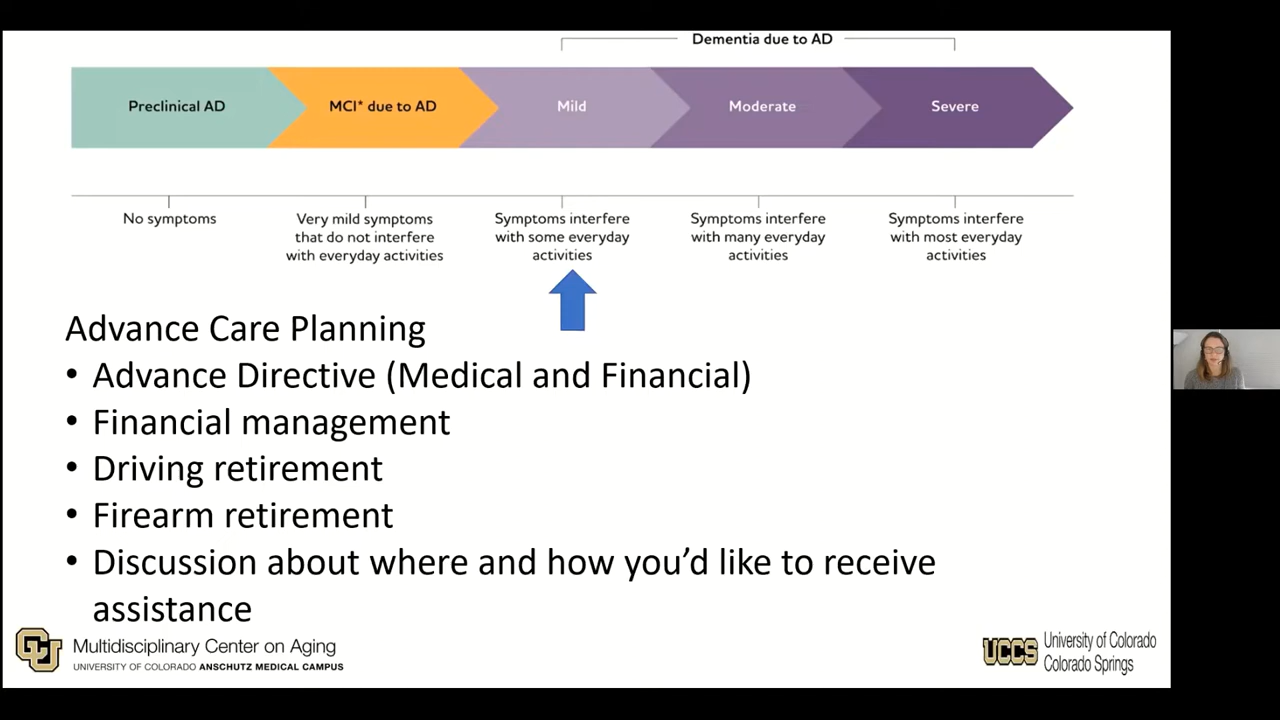 Dementia due to AD
Preclinical AD
MCI* due to AD
Mild
Moderate
Severe
No symptoms
Very mild symptoms
that do not interfere
with everyday activities
Symptoms interfere
with some everyday
activities
Symptoms interfere
with many everyday
activities
Symptoms interfere
with most everyday
activities
Advance Care Planning
• Advance Directive (Medical and Financial)
• Financial management
• Driving retirement
• Firearm retirement
• Discussion about where and how you’d like to receive
assistance
CU
Multidisciplinary Center on Aging
UNIVERSITY OF COLORADO ANSCHUTZ MEDICAL CAMPUS
UCCS
University of Colorado
Colorado Springs